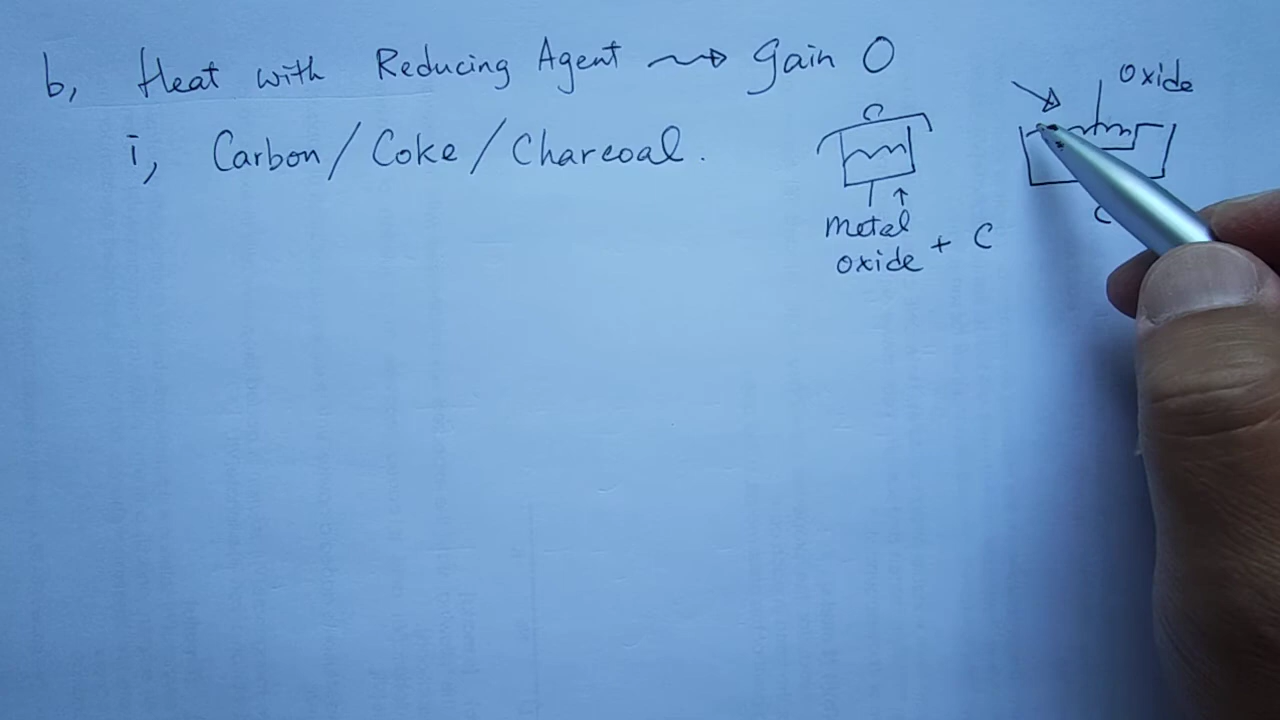 b, Heat with Reducing Agent ⇝ gain O
i, Carbon/Coke/Charcoal.
C
metal
oxide + C
oxide
C